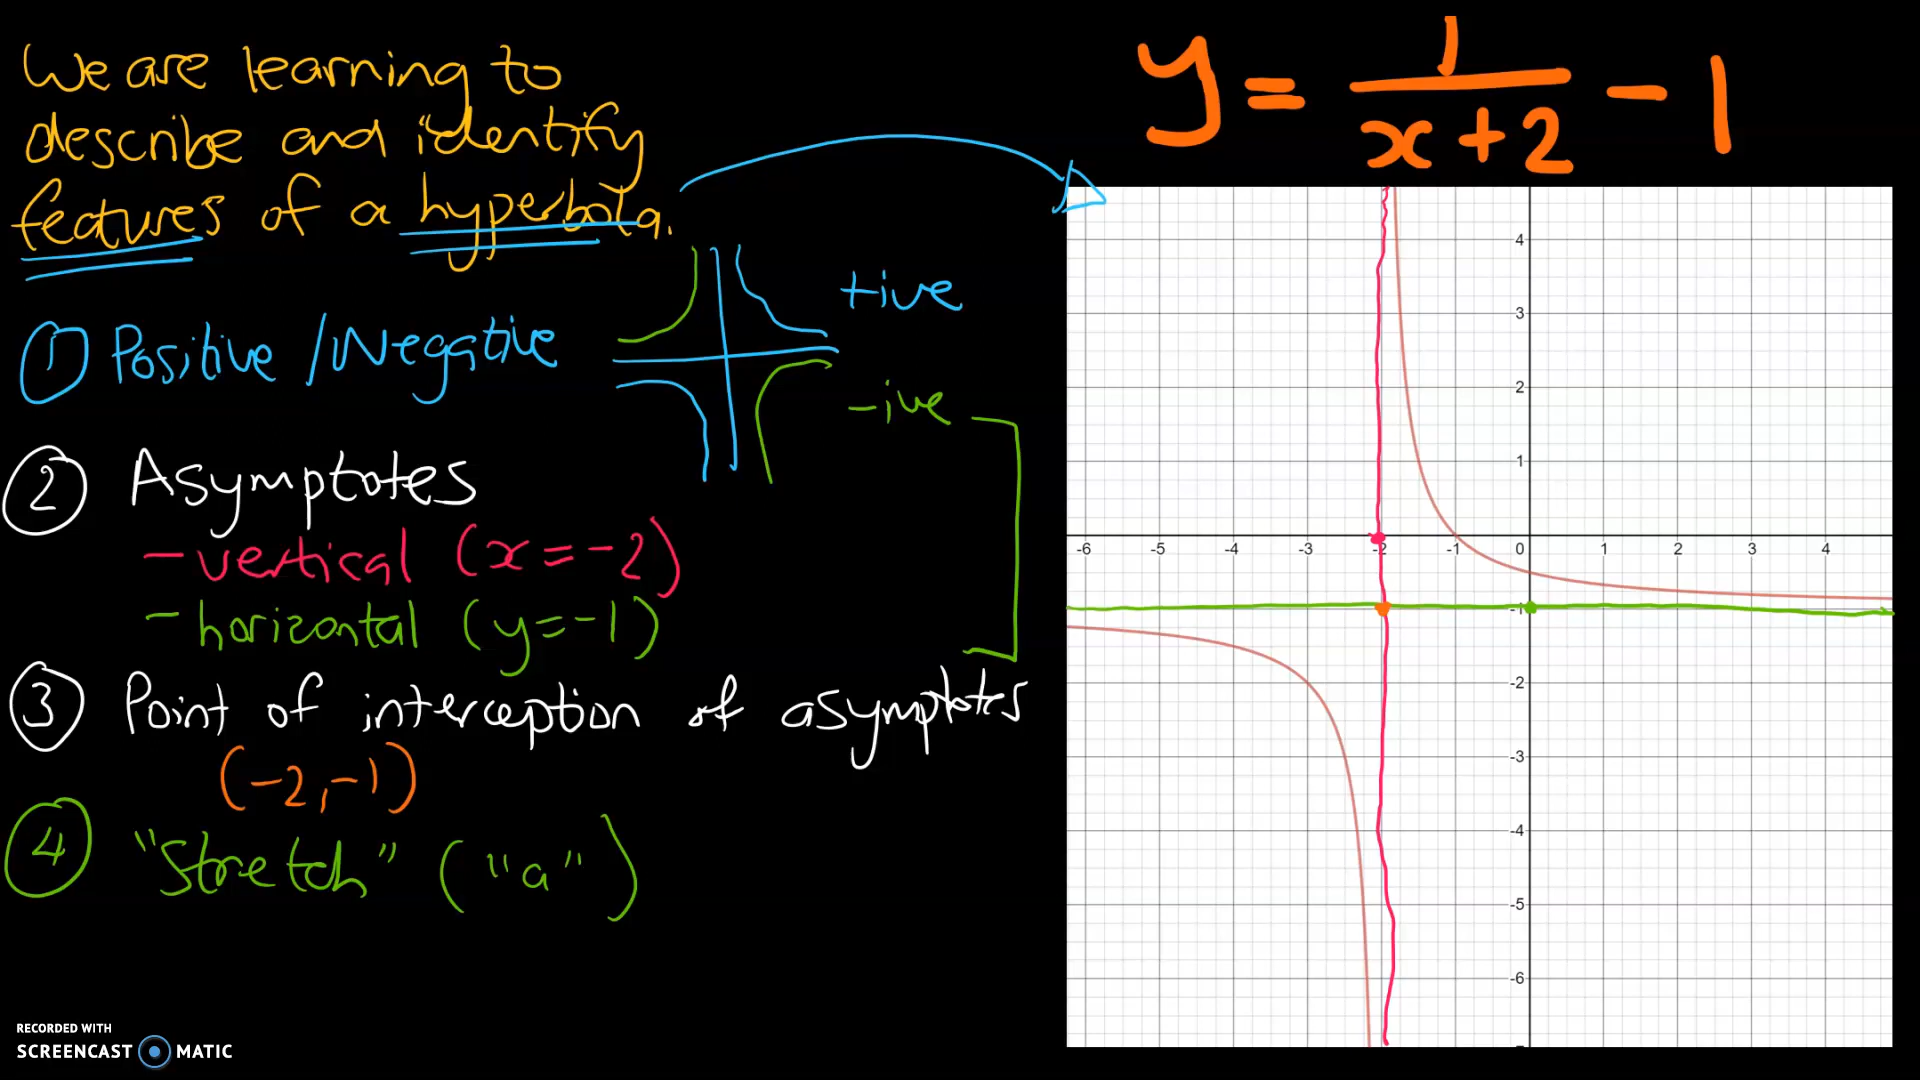 We are learning to
describe and identify
features of a hyperbola.
① Positive / Negative
+ive
-ive
② Asymptotes
- vertical (x = -2)
- horizontal (y = -1)
③ Point of interception of asymptotes
(-2, -1)
④ "Stretch" ("a")
y = 1/(x+2) - 1
4
3
2
1
-6 -5 -4 -3 -2 -1 0 1 2 3 4
-1
-2
-3
-4
-5
-6
RECORDED WITH
SCREENCAST MATIC